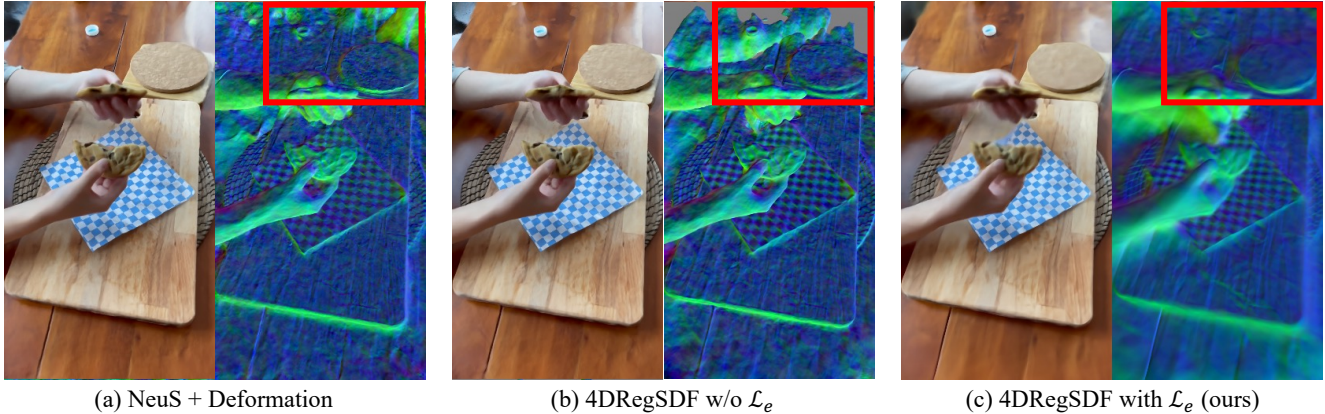 (a) NeuS + Deformation
(b) 4DRegSDF w/o ℒₑ
(c) 4DRegSDF with ℒₑ (ours)